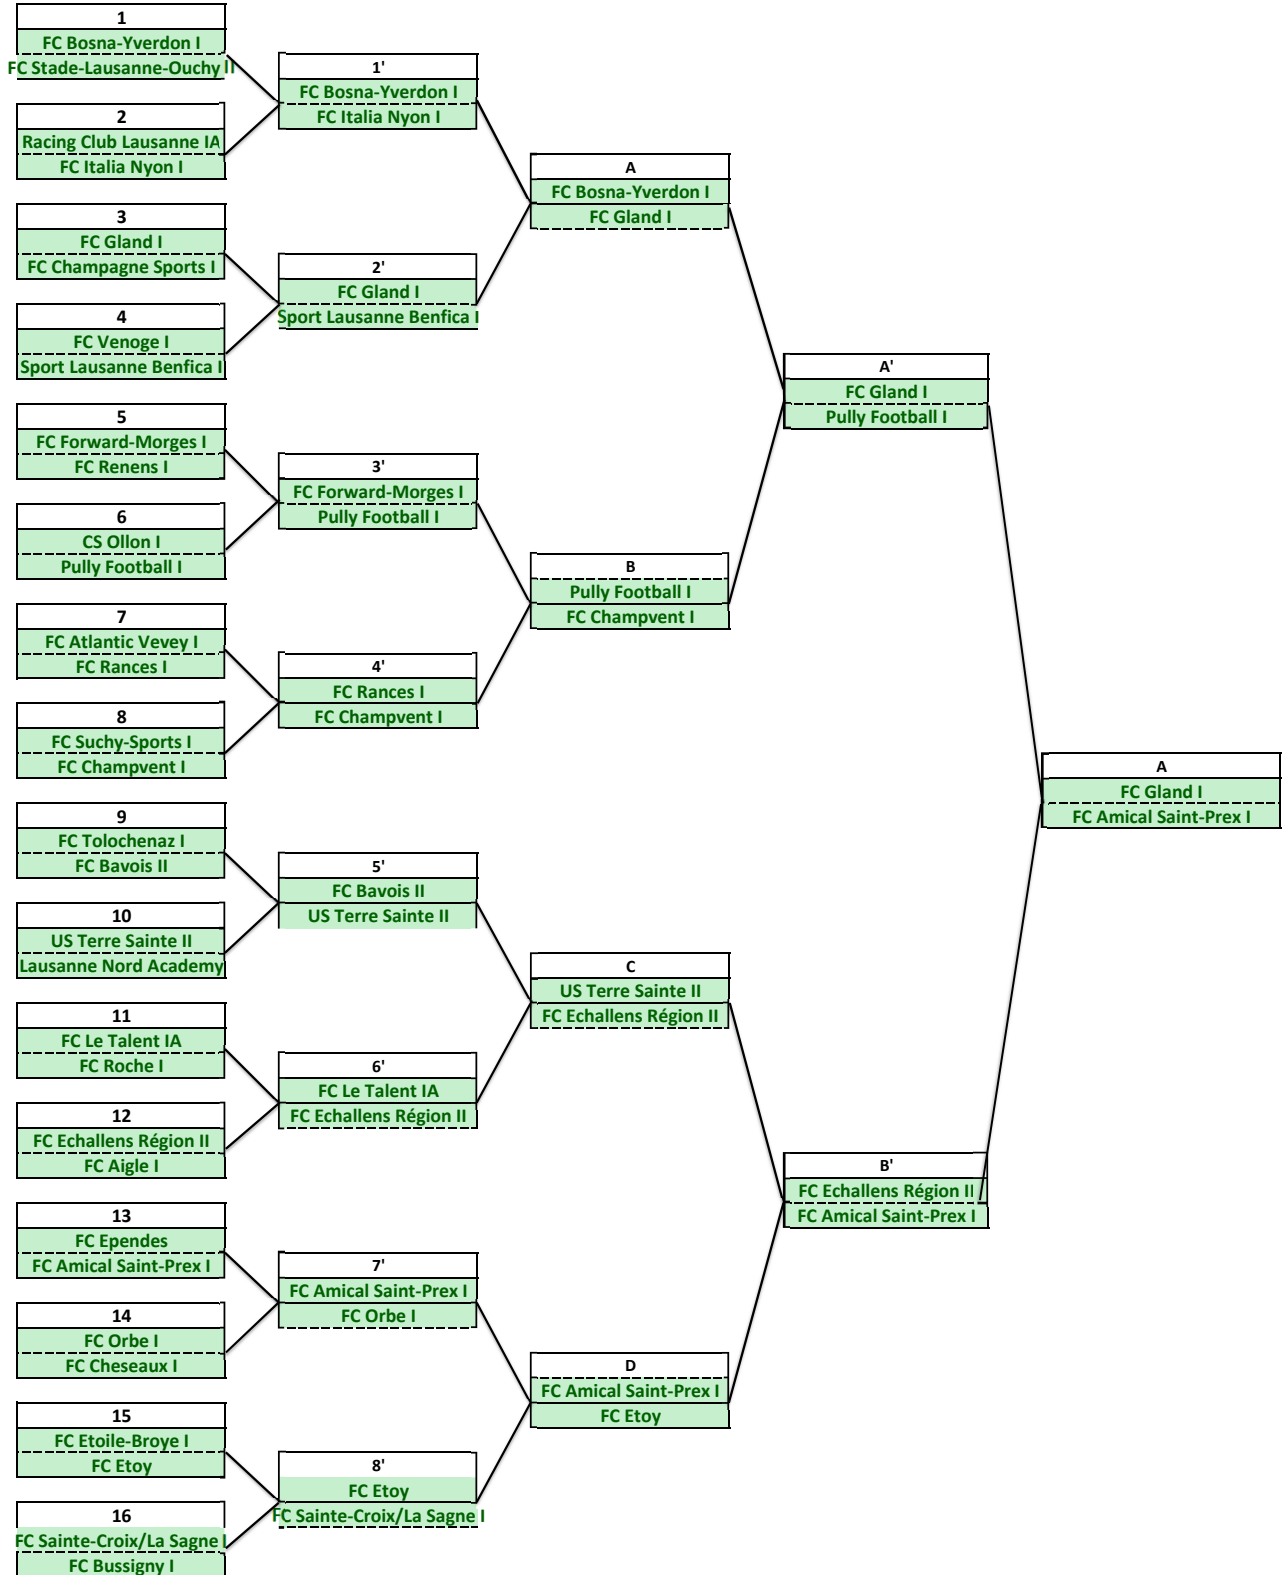 1
FC Bosna-Yverdon I
FC Stade-Lausanne-Ouchy II
2
Racing Club Lausanne IA
FC Italia Nyon I
3
FC Gland I
FC Champagne Sports I
4
FC Venoge I
Sport Lausanne Benfica I
5
FC Forward-Morges I
FC Renens I
6
CS Ollon I
Pully Football I
7
FC Atlantic Vevey I
FC Rances I
8
FC Suchy-Sports I
FC Champvent I
9
FC Tolochenaz I
FC Bavois II
10
US Terre Sainte II
Lausanne Nord Academy
11
FC Le Talent IA
FC Roche I
12
FC Echallens Région II
FC Aigle I
13
FC Ependes
FC Amical Saint-Prex I
14
FC Orbe I
FC Cheseaux I
15
FC Etoile-Broye I
FC Etoy
16
FC Sainte-Croix/La Sagne I
FC Bussigny I
1'
FC Bosna-Yverdon I
FC Italia Nyon I
2'
FC Gland I
Sport Lausanne Benfica I
3'
FC Forward-Morges I
Pully Football I
4'
FC Rances I
FC Champvent I
5'
FC Bavois II
US Terre Sainte II
6'
FC Le Talent IA
FC Echallens Région II
7'
FC Amical Saint-Prex I
FC Orbe I
8'
FC Etoy
FC Sainte-Croix/La Sagne I
A
FC Bosna-Yverdon I
FC Gland I
B
Pully Football I
FC Champvent I
C
US Terre Sainte II
FC Echallens Région II
D
FC Amical Saint-Prex I
FC Etoy
A'
FC Gland I
Pully Football I
B'
FC Echallens Région II
FC Amical Saint-Prex I
A
FC Gland I
FC Amical Saint-Prex I